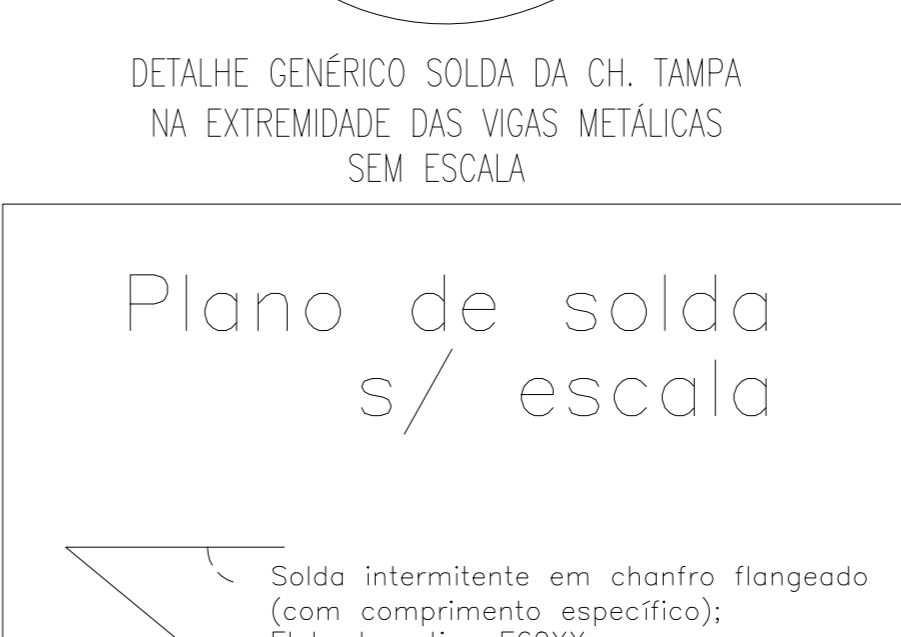 DETALHE GENÉRICO SOLDA DA CH. TAMPA
NA EXTREMIDADE DAS VIGAS METÁLICAS
SEM ESCALA
Plano de solda
s/ escala
Solda intermitente em chanfro flangeado
(com comprimento específico);